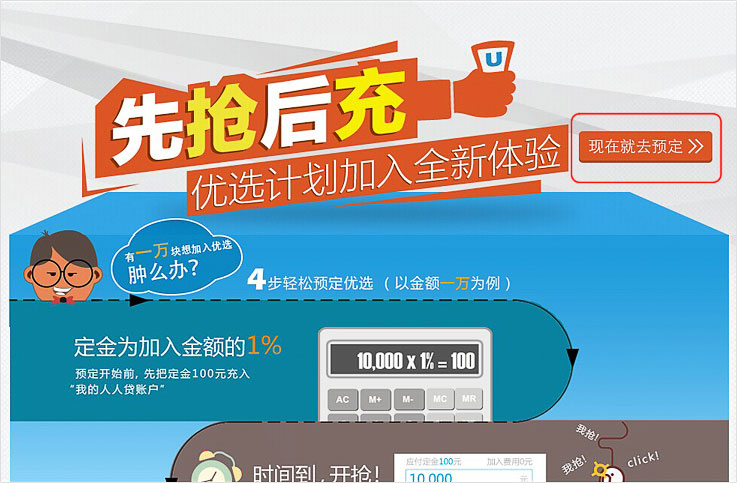 U
先抢后充
优选计划加入全新体验
现在就去预定 >>
有一万块想加入优选
肿么办?
4步轻松预定优选 （以金额一万为例）
定金为加入金额的1%
预定开始前, 先把定金100元充入
“我的人人贷账户”
10,000 x 1% = 100
AC M+ M- MC MR
时间到, 开抢!
应付定金100元 加入费用0元
10,000 元
我抢!
我抢!
click!